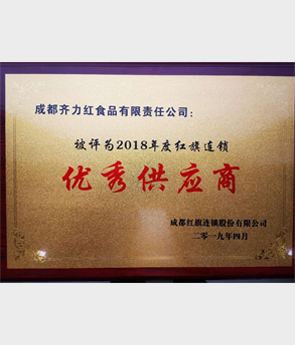 成都齐力红食品有限责任公司：
被评为2018年度红旗连锁
优秀供应商
成都红旗连锁股份有限公司
二零一九年四月